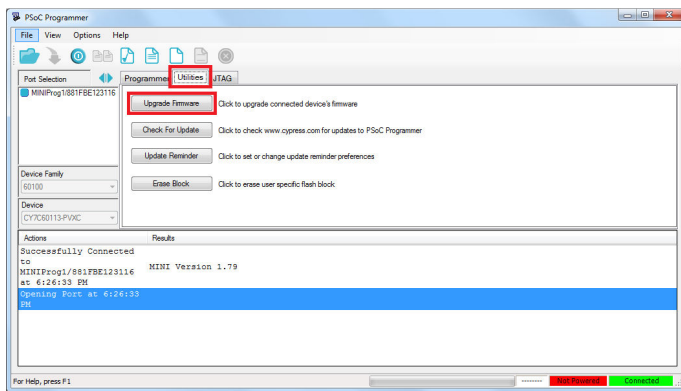 PSoC Programmer
File View Options Help
Port Selection
Programmer Utilities JTAG
MINIProg1/881FBE123116
Upgrade Firmware Click to upgrade connected device's firmware
Check For Update Click to check www.cypress.com for updates to PSoC Programmer
Update Reminder Click to set or change update reminder preferences
Erase Block Click to erase user specific flash block
Device Family
60100
Device
CY7C60113-PVXC
Actions Results
Successfully Connected
to
MINIProg1/881FBE123116 MINI Version 1.79
at 6:26:33 PM
Opening Port at 6:26:33
PM
For Help, press F1 Not Powered Connected